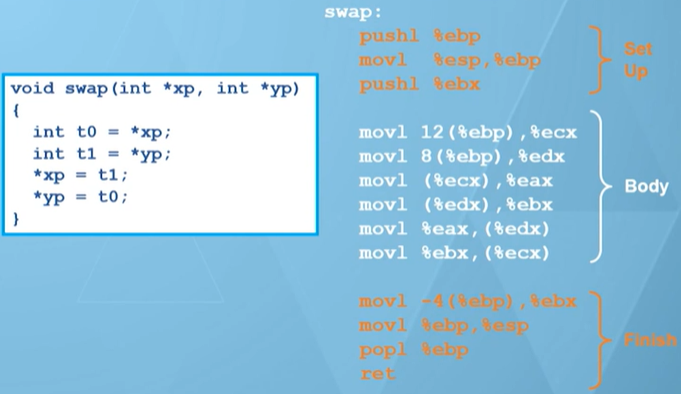 void swap(int *xp, int *yp)
{
  int t0 = *xp;
  int t1 = *yp;
  *xp = t1;
  *yp = t0;
}
swap:
pushl %ebp
movl  %esp,%ebp
pushl %ebx
Set
Up
movl 12(%ebp),%ecx
movl 8(%ebp),%edx
movl (%ecx),%eax
movl (%edx),%ebx
movl %eax,(%edx)
movl %ebx,(%ecx)
Body
movl -4(%ebp),%ebx
movl %ebp,%esp
popl %ebp
ret
Finish